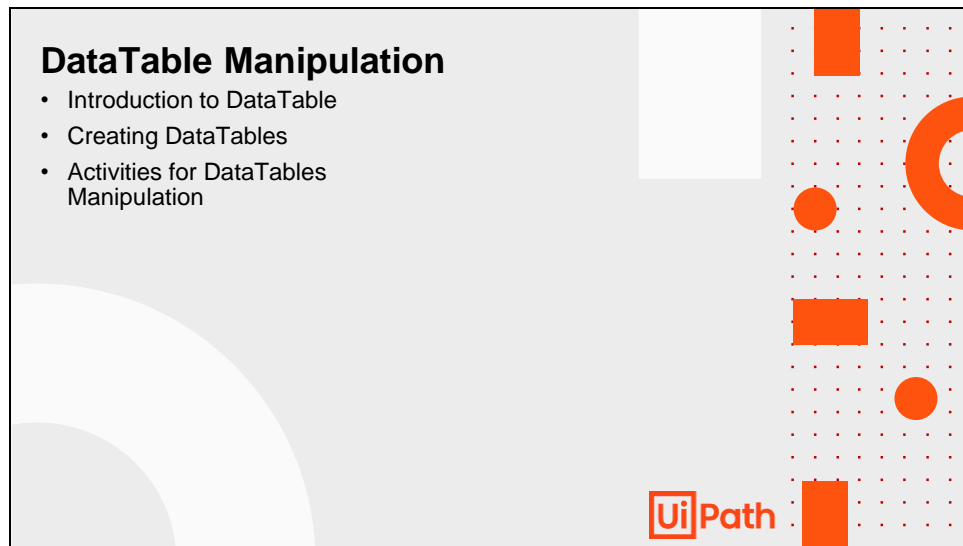 DataTable Manipulation
• Introduction to DataTable
• Creating DataTables
• Activities for DataTables
Manipulation
UiPath